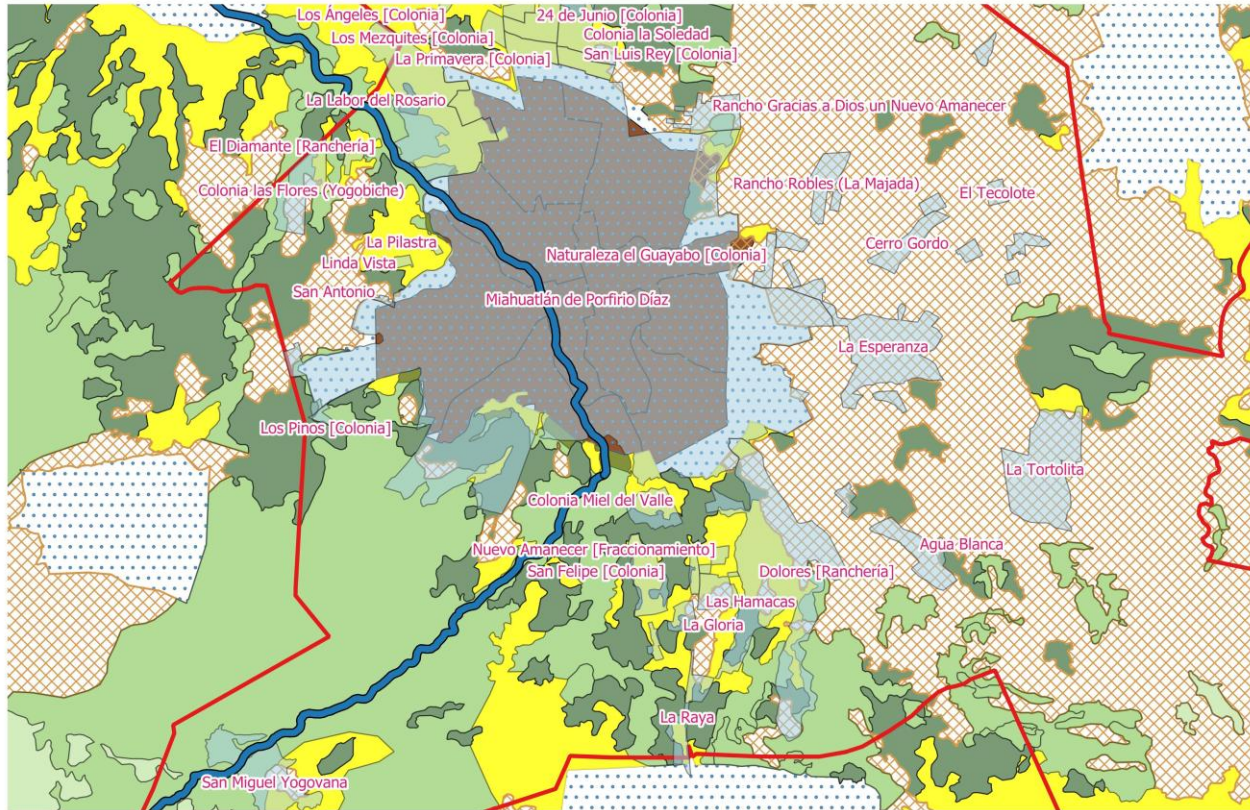 Los Ángeles [Colonia]
24 de Junio [Colonia]
Los Mezquites [Colonia]
Colonia la Soledad
La Primavera [Colonia]
San Luis Rey [Colonia]
La Labor del Rosario
Rancho Gracias a Dios un Nuevo Amanecer
El Diamante [Ranchería]
Colonia las Flores (Yogobiche)
Rancho Robles (La Majada)
El Tecolote
La Pilastra
Cerro Gordo
Naturaleza el Guayabo [Colonia]
Linda Vista
San Antonio
Miahuatlán de Porfirio Díaz
La Esperanza
Los Pinos [Colonia]
La Tortolita
Colonia Miel del Valle
Agua Blanca
Nuevo Amanecer [Fraccionamiento]
San Felipe [Colonia]
Dolores [Ranchería]
Las Hamacas
La Gloria
La Raya
San Miguel Yogovana